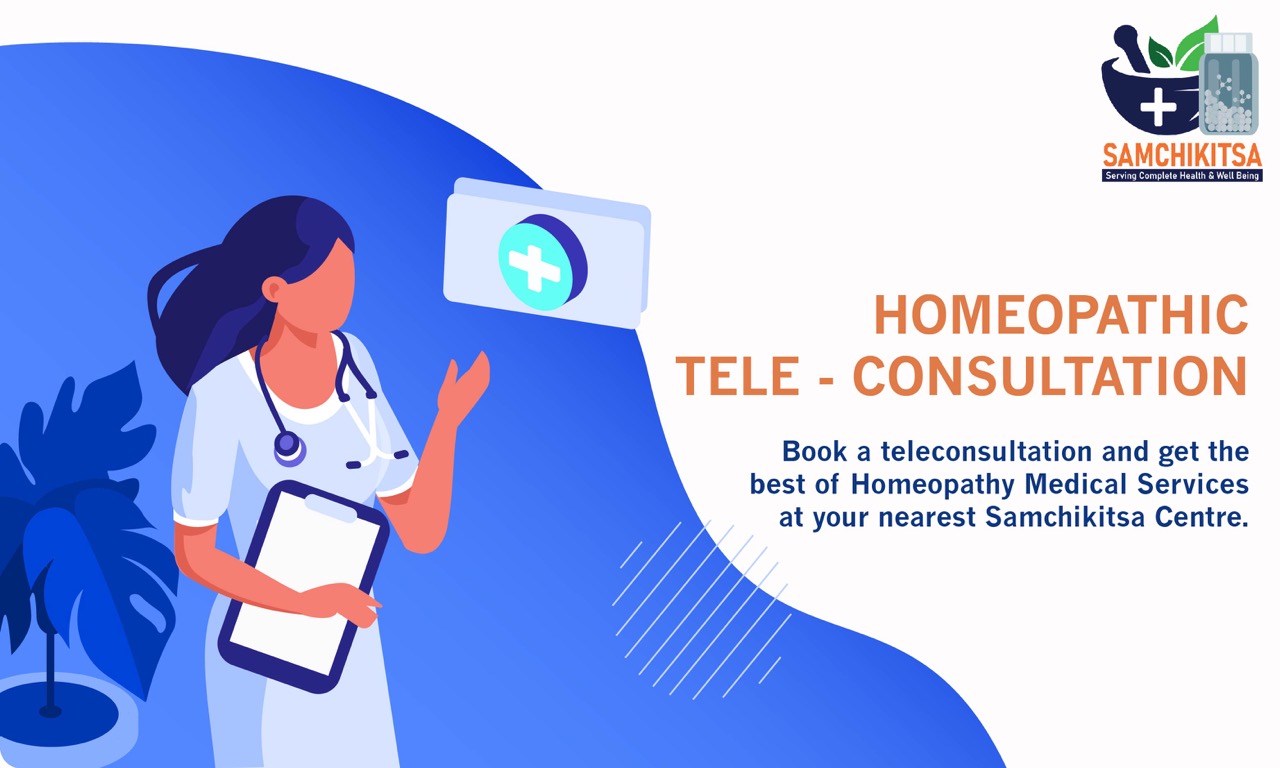 SAMCHIKITSA
Serving Complete Health & Well Being
HOMEOPATHIC
TELE - CONSULTATION
Book a teleconsultation and get the
best of Homeopathy Medical Services
at your nearest Samchikitsa Centre.